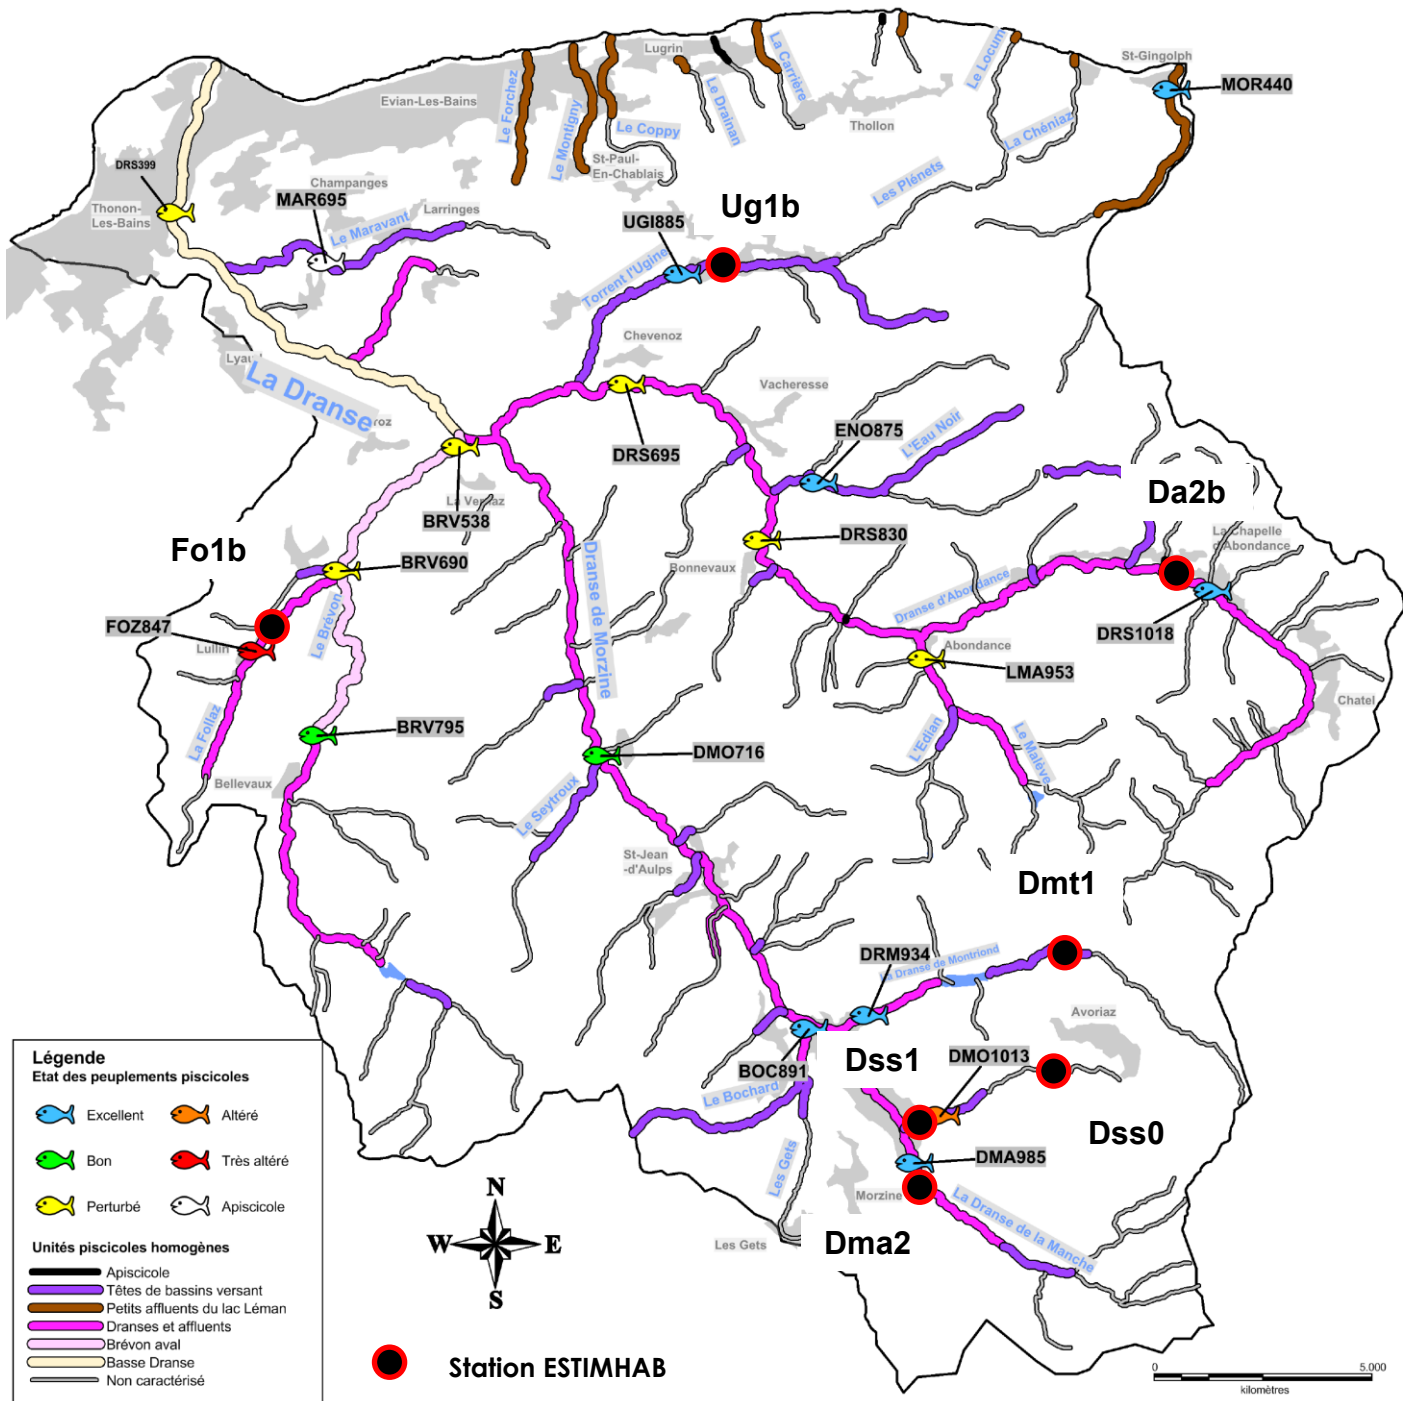 Lugrin
St-Gingolph
MOR440
La Carrière
Le Locum
Evian-Les-Bains
Le Forchez
Le Montigny
Le Coppy
Le Drainan
Thollon
La Chéniaz
St-Paul-
En-Chablais
Les Plénets
DRS399
Champanges
MAR695
Larringes
Le Maravant
Thonon-
Les-Bains
UGI885
Ug1b
Torrent l'Ugine
Chevenoz
La Dranse
Vacheresse
DRS695
ENO875
L'Eau Noir
BRV538
Da2b
La Chapelle
d'Abondance
DRS830
Fo1b
BRV690
Bonnevaux
Dranse d'Abondance
Dranse de Morzine
FOZ847
Lullin
Le Brévon
DRS1018
Abondance
LMA953
Chatel
La Follaz
BRV795
L'Edian
Le Malève
DMO716
Bellevaux
Le Seytroux
St-Jean
-d'Aulps
Dmt1
DRM934
La Dranse de Montriond
Avoriaz
BOC891
Dss1
DMO1013
Le Bochard
Dss0
DMA985
Les Gets
Morzine
La Dranse de la Manche
Dma2
Les Gets
Légende
Etat des peuplements piscicoles
Excellent
Altéré
Bon
Très altéré
Perturbé
Apiscicole
Unités piscicoles homogènes
Apiscicole
Têtes de bassins versant
Petits affluents du lac Léman
Dranses et affluents
Brévon aval
Basse Dranse
Non caractérisé
N
W
E
S
Station ESTIMHAB
0
5.000
kilomètres